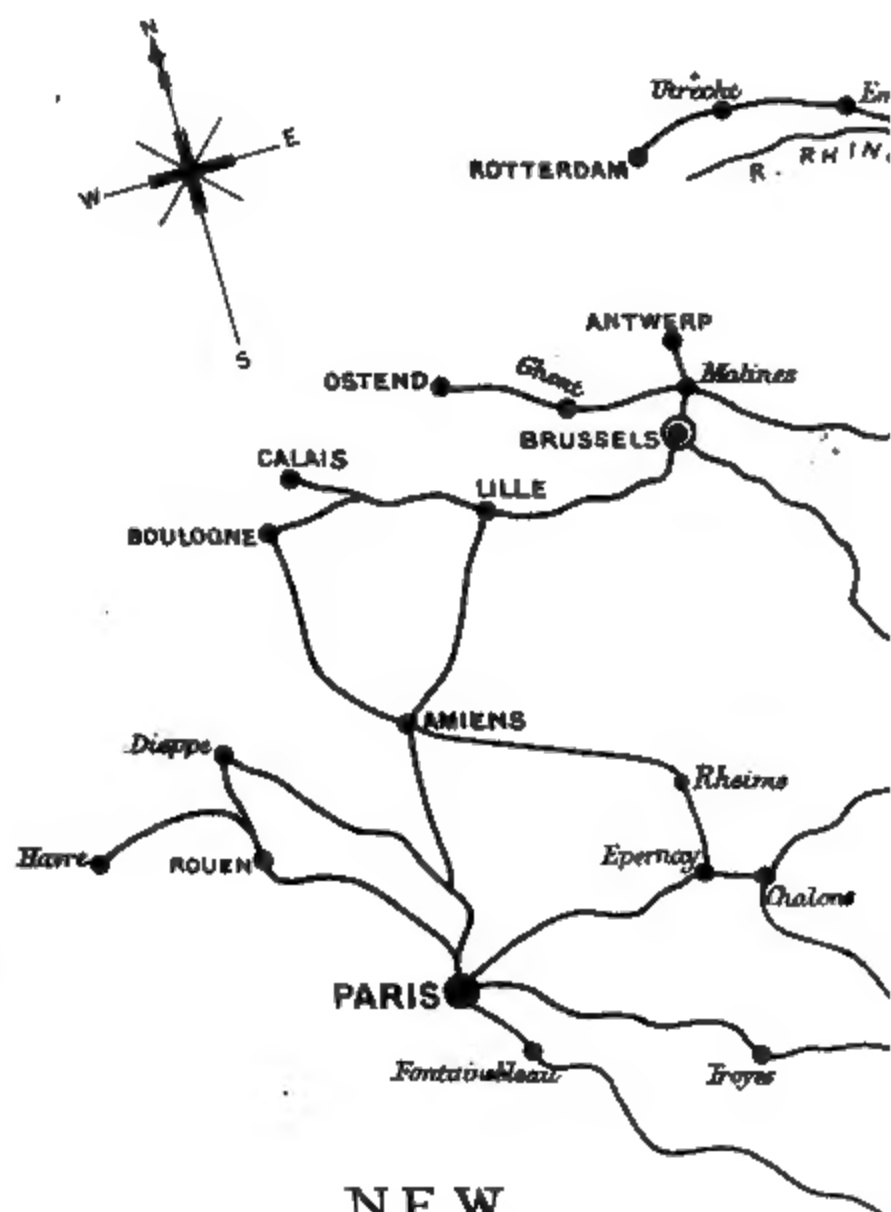 N
Utrecht
Em
E
ROTTERDAM
R. RHIN
W
ANTWERP
S
OSTEND
Ghent
Malines
BRUSSELS
CALAIS
LILLE
BOULOGNE
AMIENS
Dieppe
Rheims
Havre
ROUEN
Epernay
Chalons
PARIS
Fontainebleau
Troyes
NEW